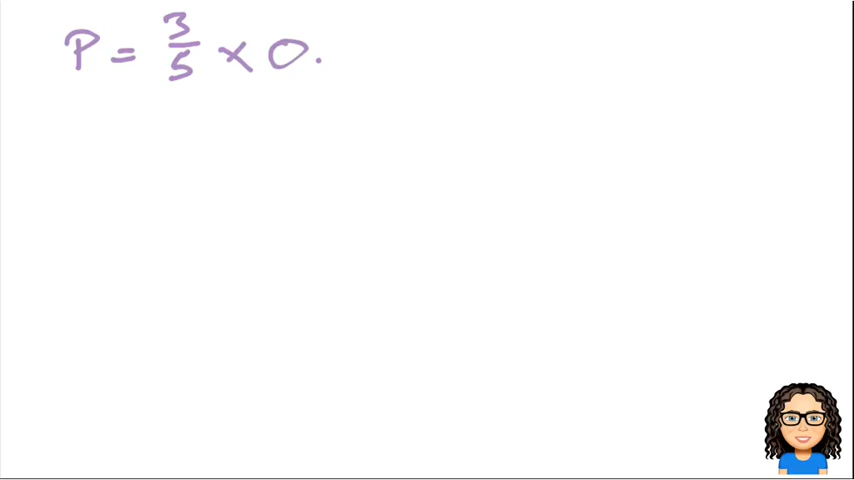 P = 3/5 × 0.